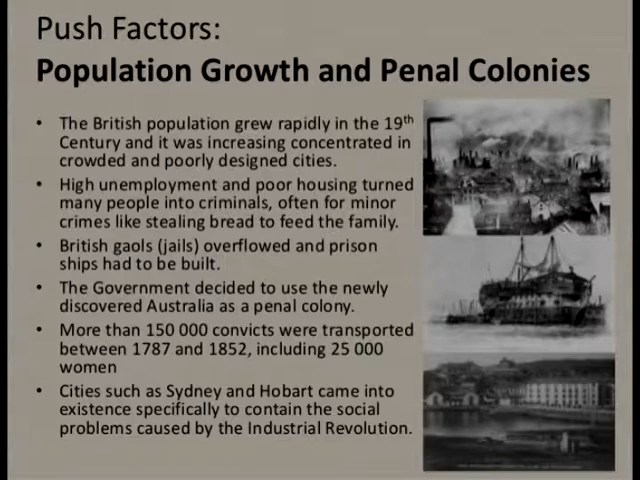 Push Factors:
Population Growth and Penal Colonies
• The British population grew rapidly in the 19th
Century and it was increasing concentrated in
crowded and poorly designed cities.
• High unemployment and poor housing turned
many people into criminals, often for minor
crimes like stealing bread to feed the family.
• British gaols (jails) overflowed and prison
ships had to be built.
• The Government decided to use the newly
discovered Australia as a penal colony.
• More than 150 000 convicts were transported
between 1787 and 1852, including 25 000
women
• Cities such as Sydney and Hobart came into
existence specifically to contain the social
problems caused by the Industrial Revolution.